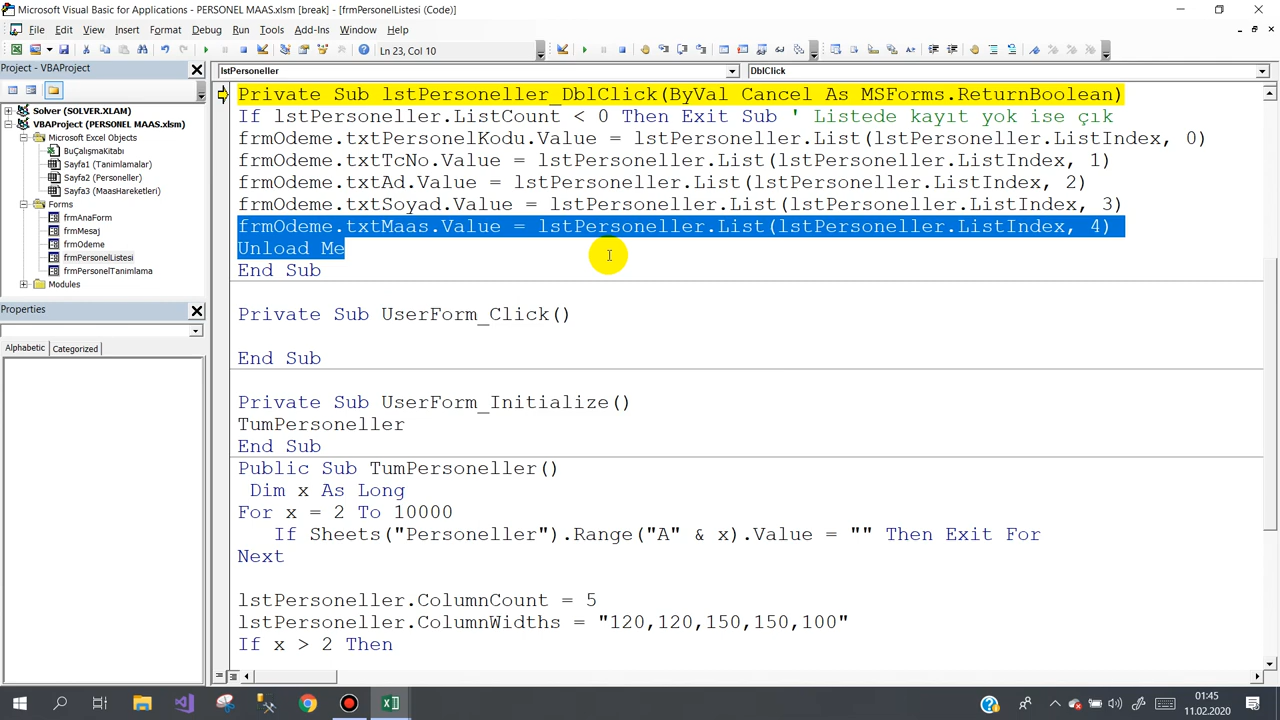 Microsoft Visual Basic for Applications - PERSONEL MAAS.xlsm [break] - [frmPersonelListesi (Code)]
File Edit View Insert Format Debug Run Tools Add-Ins Window Help
Ln 23, Col 10
Project - VBAProject
Solver (SOLVER.XLAM)
VBAProject (PERSONEL MAAS.xlsm)
Microsoft Excel Objects
BuÇalışmaKitabı
Sayfa1 (Tanimlamalar)
Sayfa2 (Personeller)
Sayfa3 (MaasHareketleri)
Forms
frmAnaForm
frmMesaj
frmOdeme
frmPersonelListesi
frmPersonelTanimlama
Modules
Properties
Alphabetic Categorized
lstPersoneller DblClick
Private Sub lstPersoneller_DblClick(ByVal Cancel As MSForms.ReturnBoolean)
If lstPersoneller.ListCount < 0 Then Exit Sub ' Listede kayıt yok ise çık
frmOdeme.txtPersonelKodu.Value = lstPersoneller.List(lstPersoneller.ListIndex, 0)
frmOdeme.txtTcNo.Value = lstPersoneller.List(lstPersoneller.ListIndex, 1)
frmOdeme.txtAd.Value = lstPersoneller.List(lstPersoneller.ListIndex, 2)
frmOdeme.txtSoyad.Value = lstPersoneller.List(lstPersoneller.ListIndex, 3)
frmOdeme.txtMaas.Value = lstPersoneller.List(lstPersoneller.ListIndex, 4)
Unload Me
End Sub
Private Sub UserForm_Click()
End Sub
Private Sub UserForm_Initialize()
TumPersoneller
End Sub
Public Sub TumPersoneller()
Dim x As Long
For x = 2 To 10000
If Sheets("Personeller").Range("A" & x).Value = "" Then Exit For
Next
lstPersoneller.ColumnCount = 5
lstPersoneller.ColumnWidths = "120,120,150,150,100"
If x > 2 Then
01:45
11.02.2020